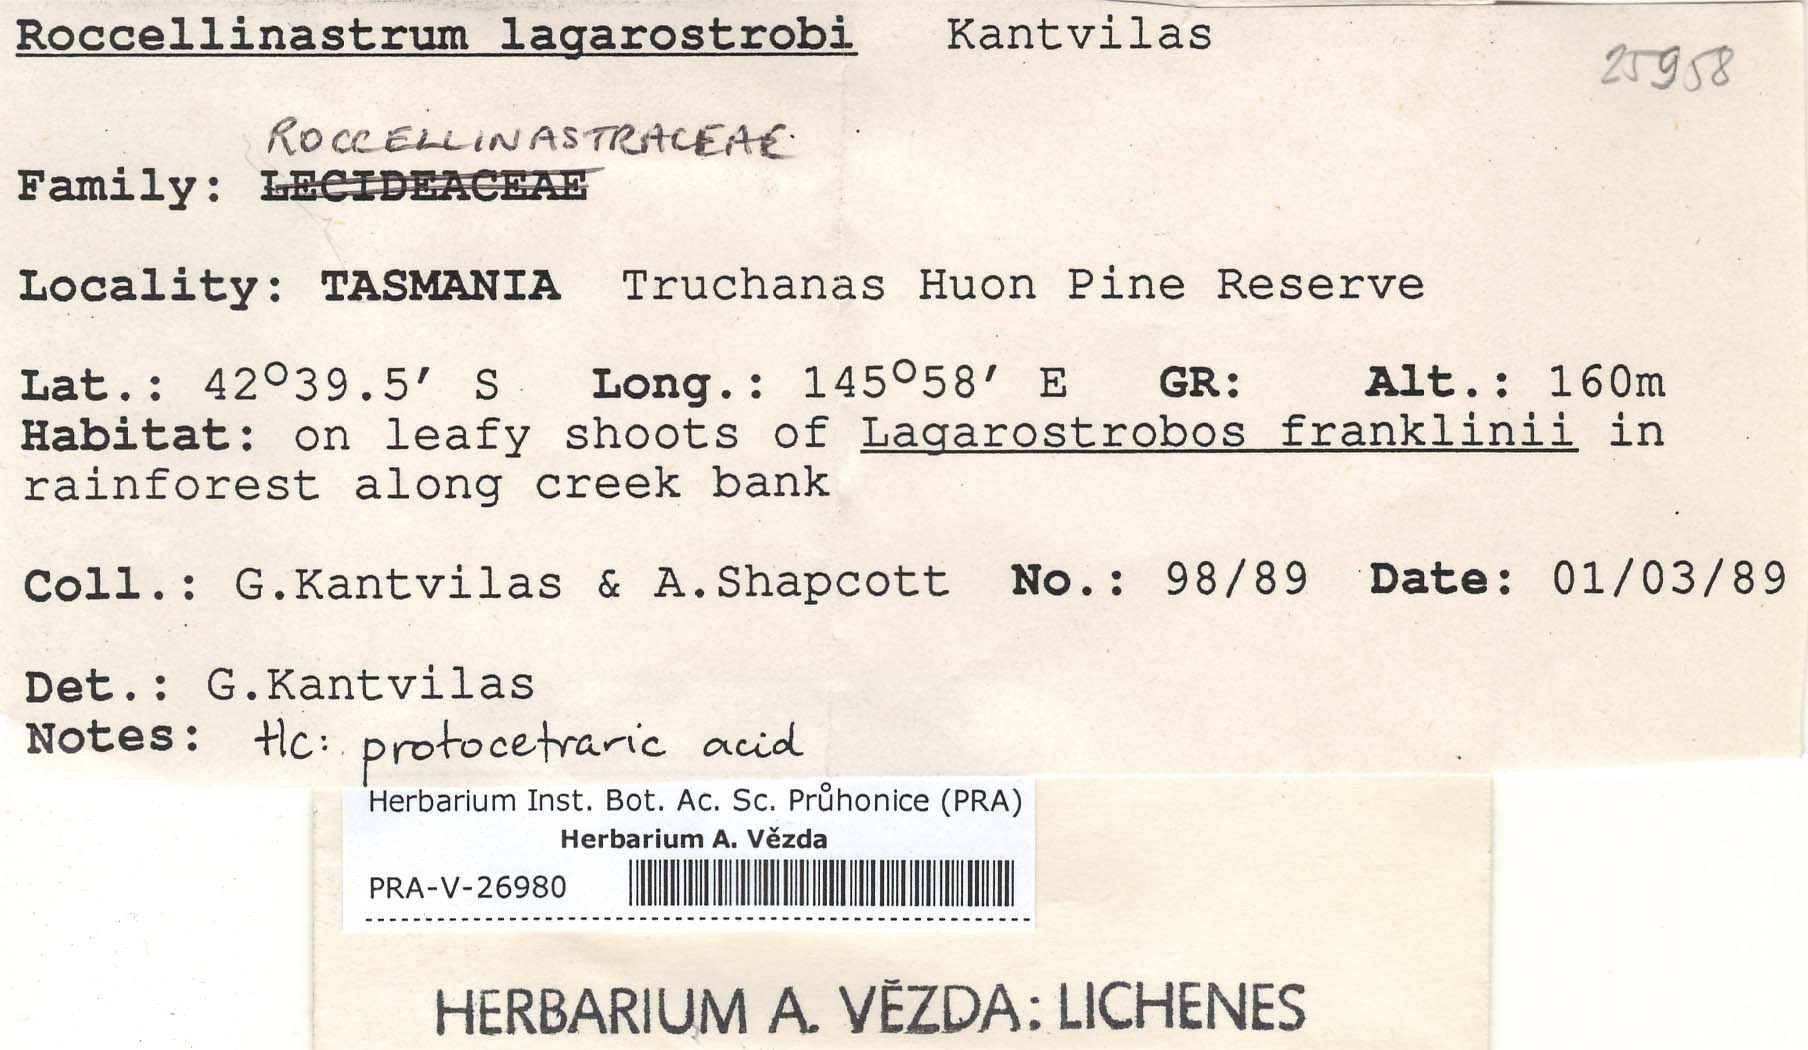 Roccellinastrum lagarostrobi Kantvilas
25958
ROCCELLINASTRACEAE.
Family: LECIDEACEAE
Locality: TASMANIA Truchanas Huon Pine Reserve
Lat.: 42°39.5′ S Long.: 145°58′ E GR: Alt.: 160m
Habitat: on leafy shoots of Lagarostrobos franklinii in
rainforest along creek bank
Coll.: G.Kantvilas & A.Shapcott No.: 98/89 Date: 01/03/89
Det.: G.Kantvilas
Notes: tlc: protocetraric acid
Herbarium Inst. Bot. Ac. Sc. Průhonice (PRA)
Herbarium A. Vězda
PRA-V-26980
HERBARIUM A. VĚZDA: LICHENES